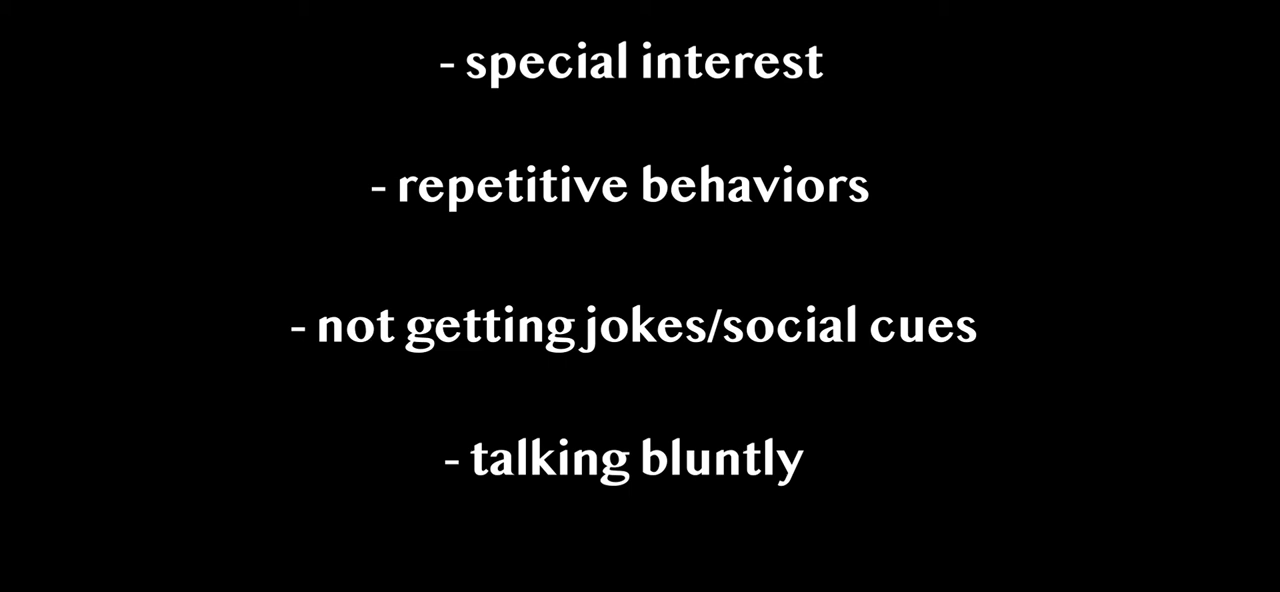 - special interest
- repetitive behaviors
- not getting jokes/social cues
- talking bluntly